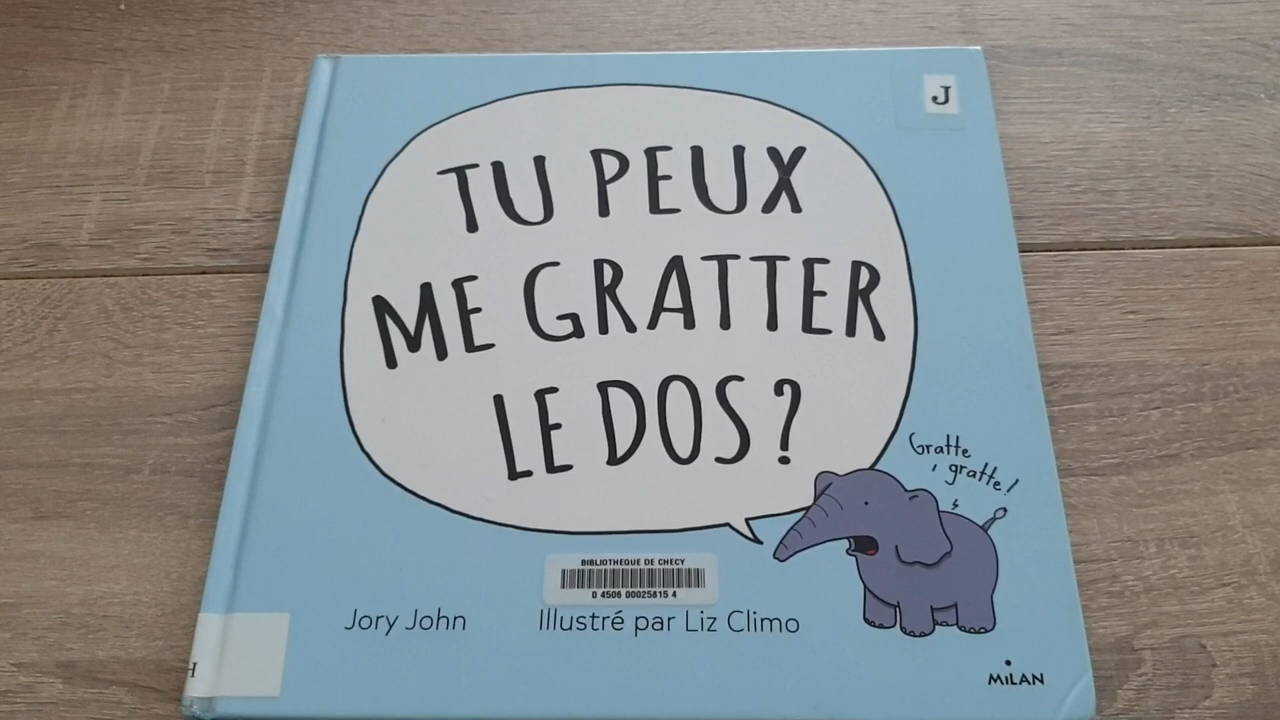 J
TU PEUX
ME GRATTER
LE DOS ?
Gratte
, gratte !
BIBLIOTHEQUE DE CHECY
0 4506 00025815 4
Jory John
Illustré par Liz Climo
H
MiLAN